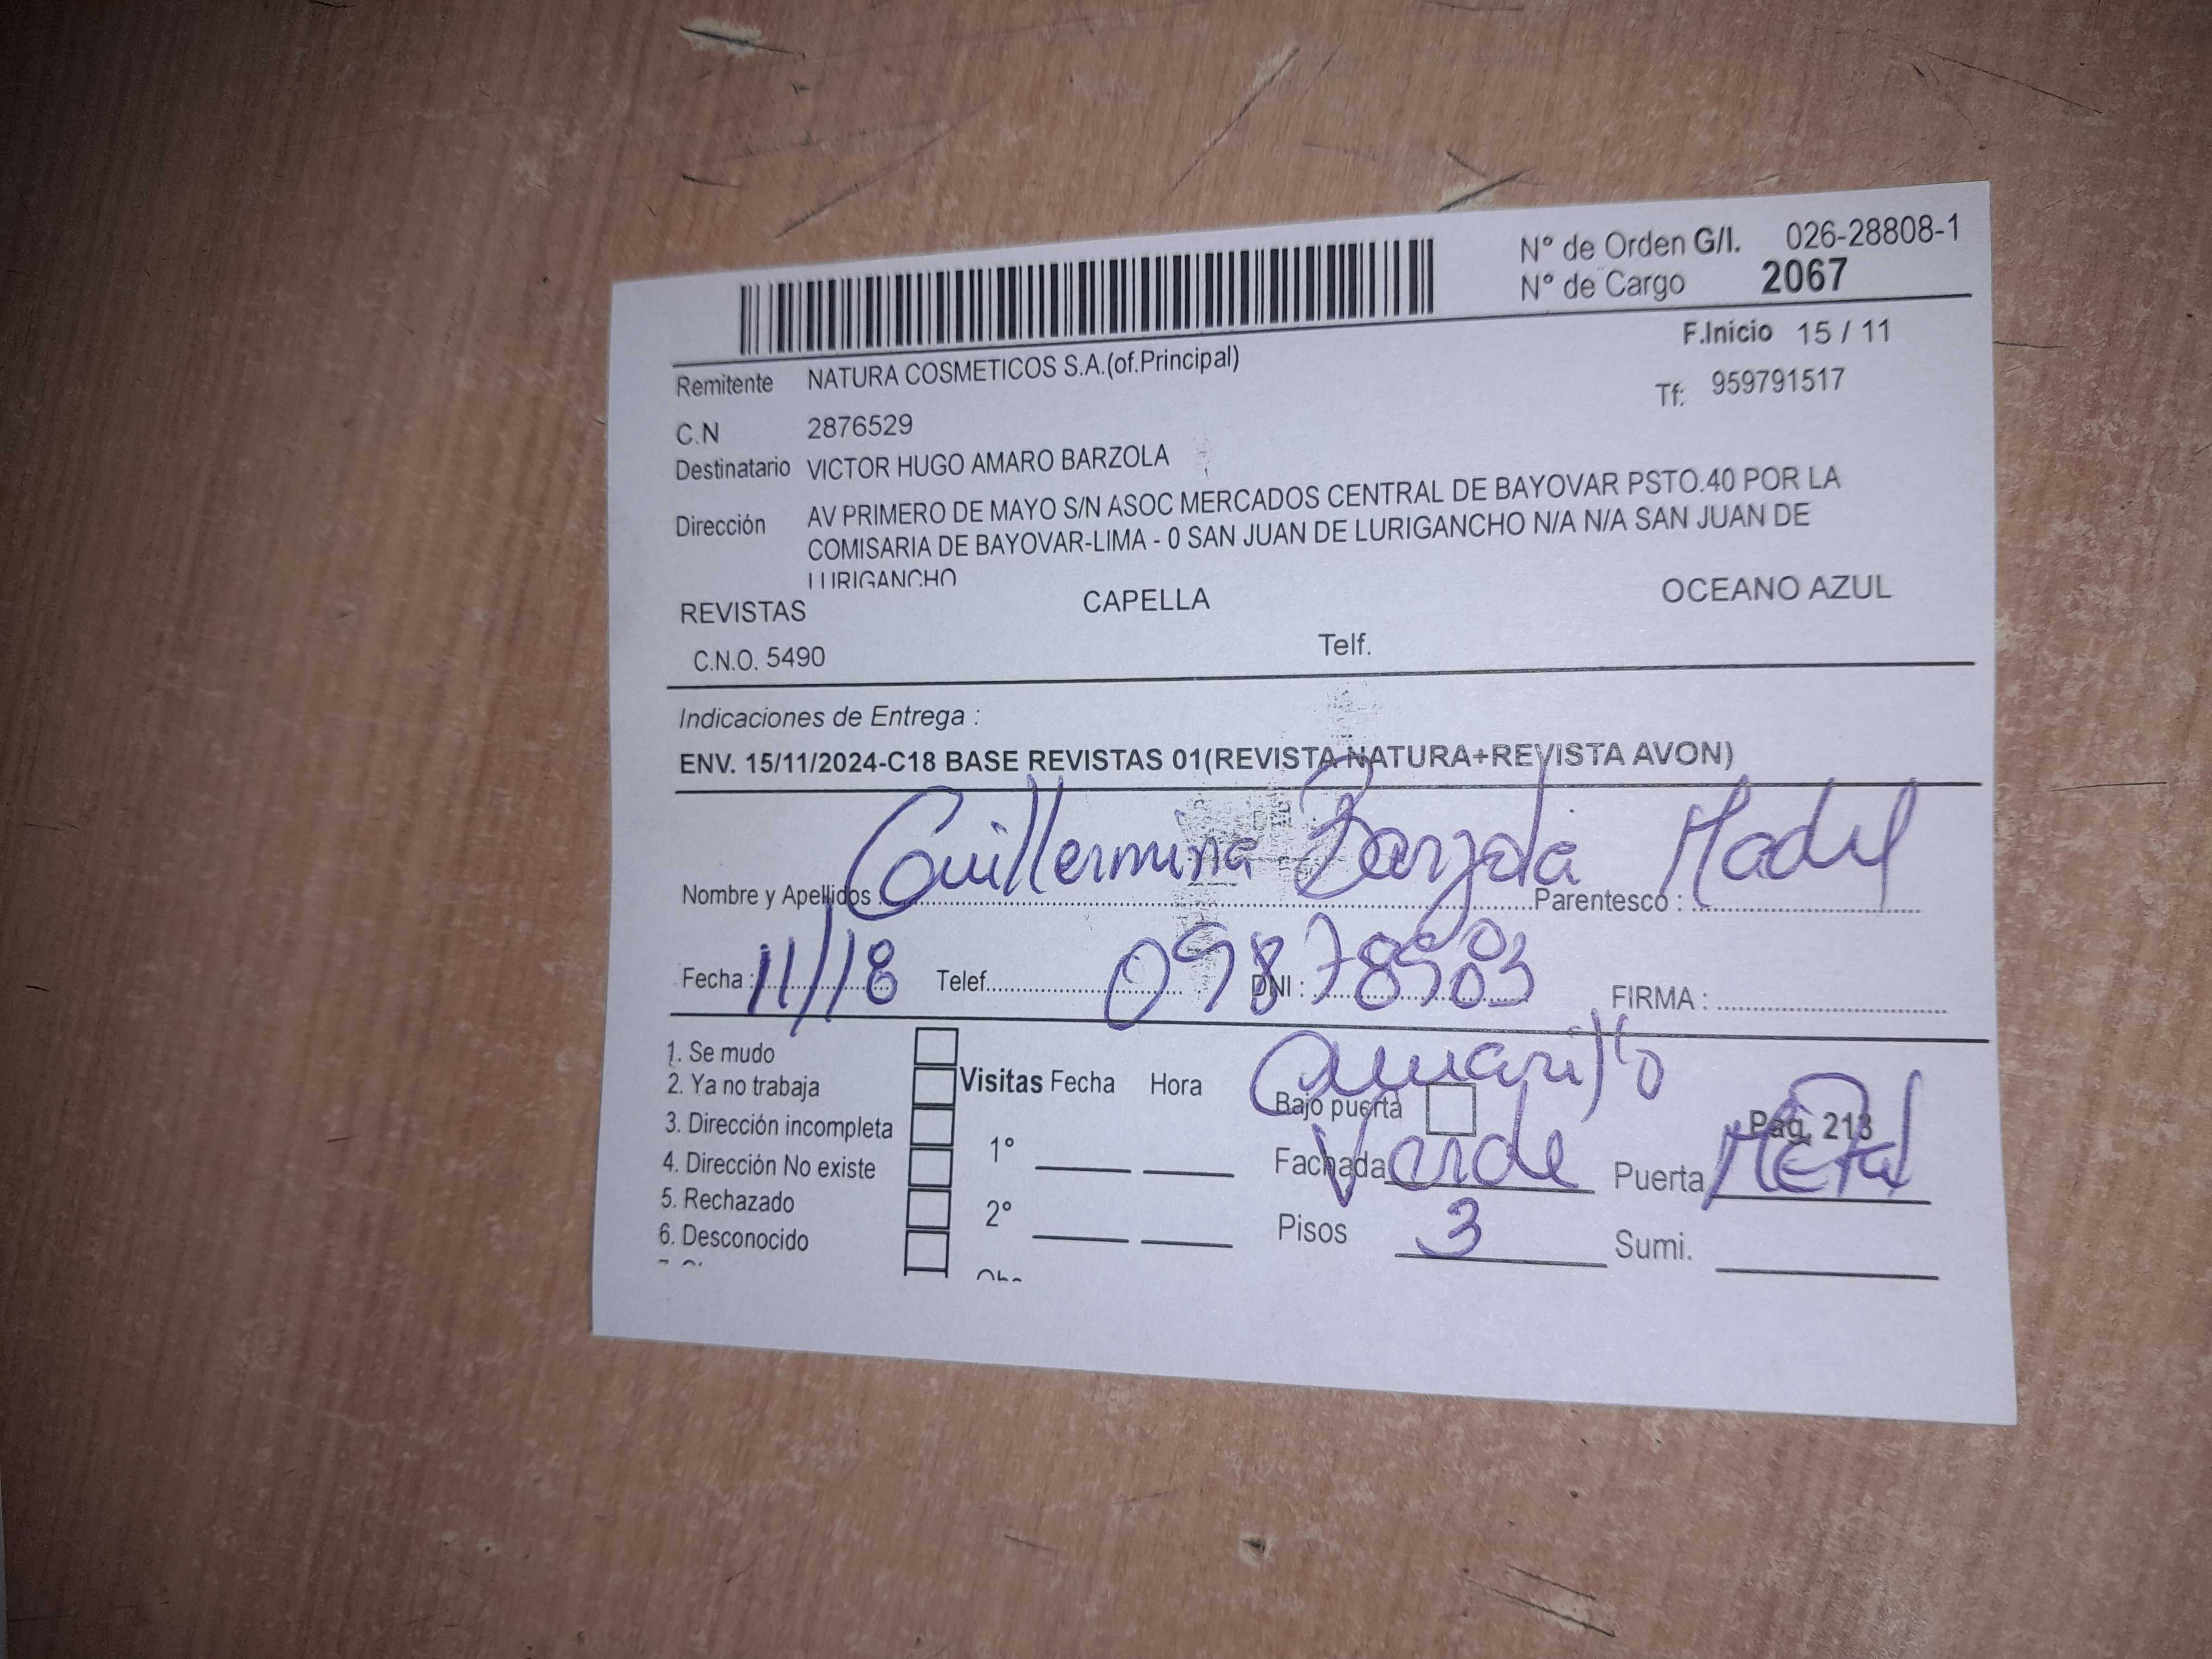 N° de Orden G/I. 026-28808-1
N° de Cargo 2067
F.Inicio 15 / 11
Remitente NATURA COSMETICOS S.A.(of.Principal)
Tf: 959791517
C.N 2876529
Destinatario VICTOR HUGO AMARO BARZOLA
Dirección AV PRIMERO DE MAYO S/N ASOC MERCADOS CENTRAL DE BAYOVAR PSTO.40 POR LA
COMISARIA DE BAYOVAR-LIMA - 0 SAN JUAN DE LURIGANCHO N/A N/A SAN JUAN DE
LURIGANCHO
REVISTAS CAPELLA OCEANO AZUL
C.N.O. 5490 Telf.
Indicaciones de Entrega :
ENV. 15/11/2024-C18 BASE REVISTAS 01(REVISTA NATURA+REVISTA AVON)
Nombre y Apellidos : Guillermina Barzola Parentesco :
Fecha : 11/18 Telef. DNI : 09878903 FIRMA :
1. Se mudo
2. Ya no trabaja
3. Dirección incompleta
4. Dirección No existe
5. Rechazado
6. Desconocido
Visitas Fecha Hora
1°
2°
Amarillo
Bajo puerta
Pag. 213
Fachada Verde Puerta Metal
Pisos 3 Sumi.